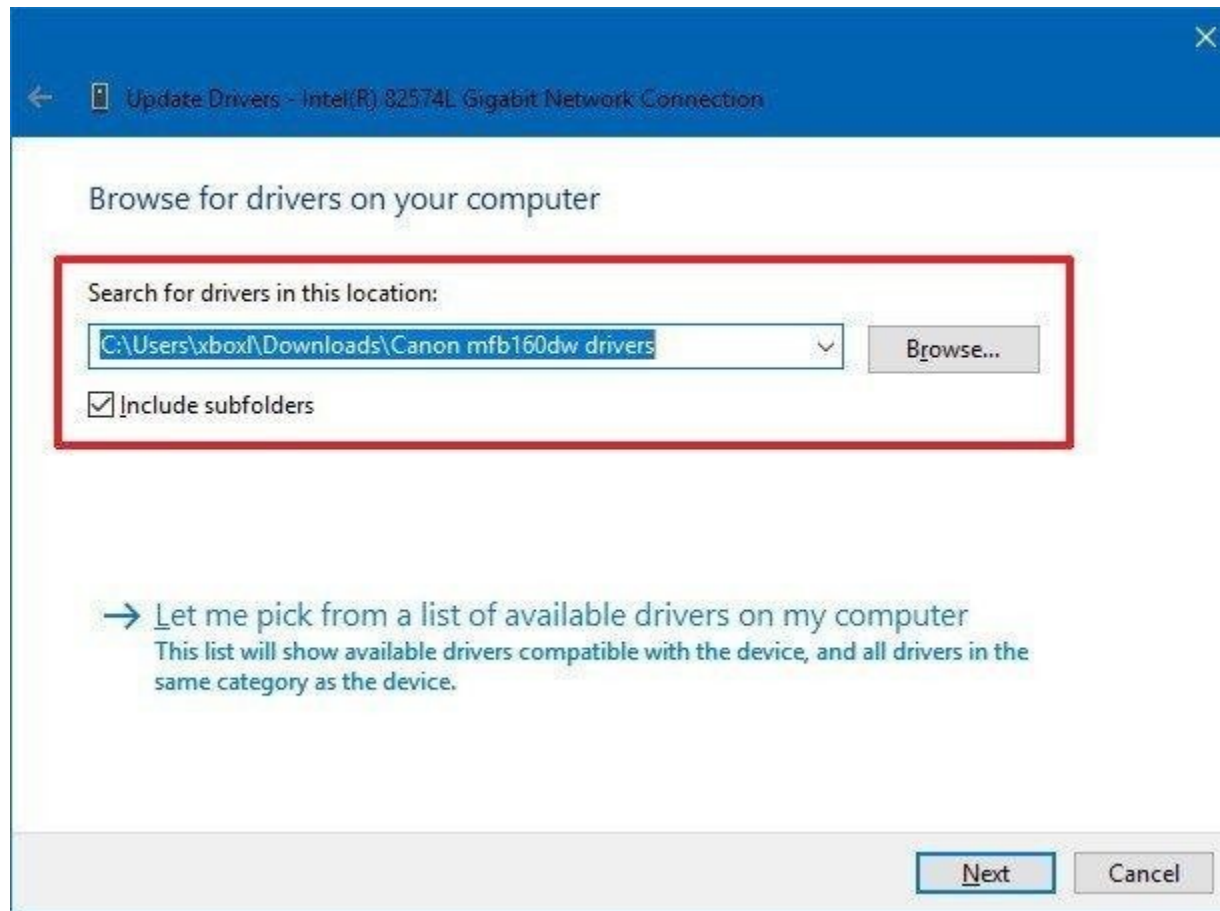 Update Drivers - Intel(R) 82574L Gigabit Network Connection
Browse for drivers on your computer
Search for drivers in this location:
C:\Users\xboxl\Downloads\Canon mfb160dw drivers
Browse...
Include subfolders
Let me pick from a list of available drivers on my computer
This list will show available drivers compatible with the device, and all drivers in the
same category as the device.
Next
Cancel